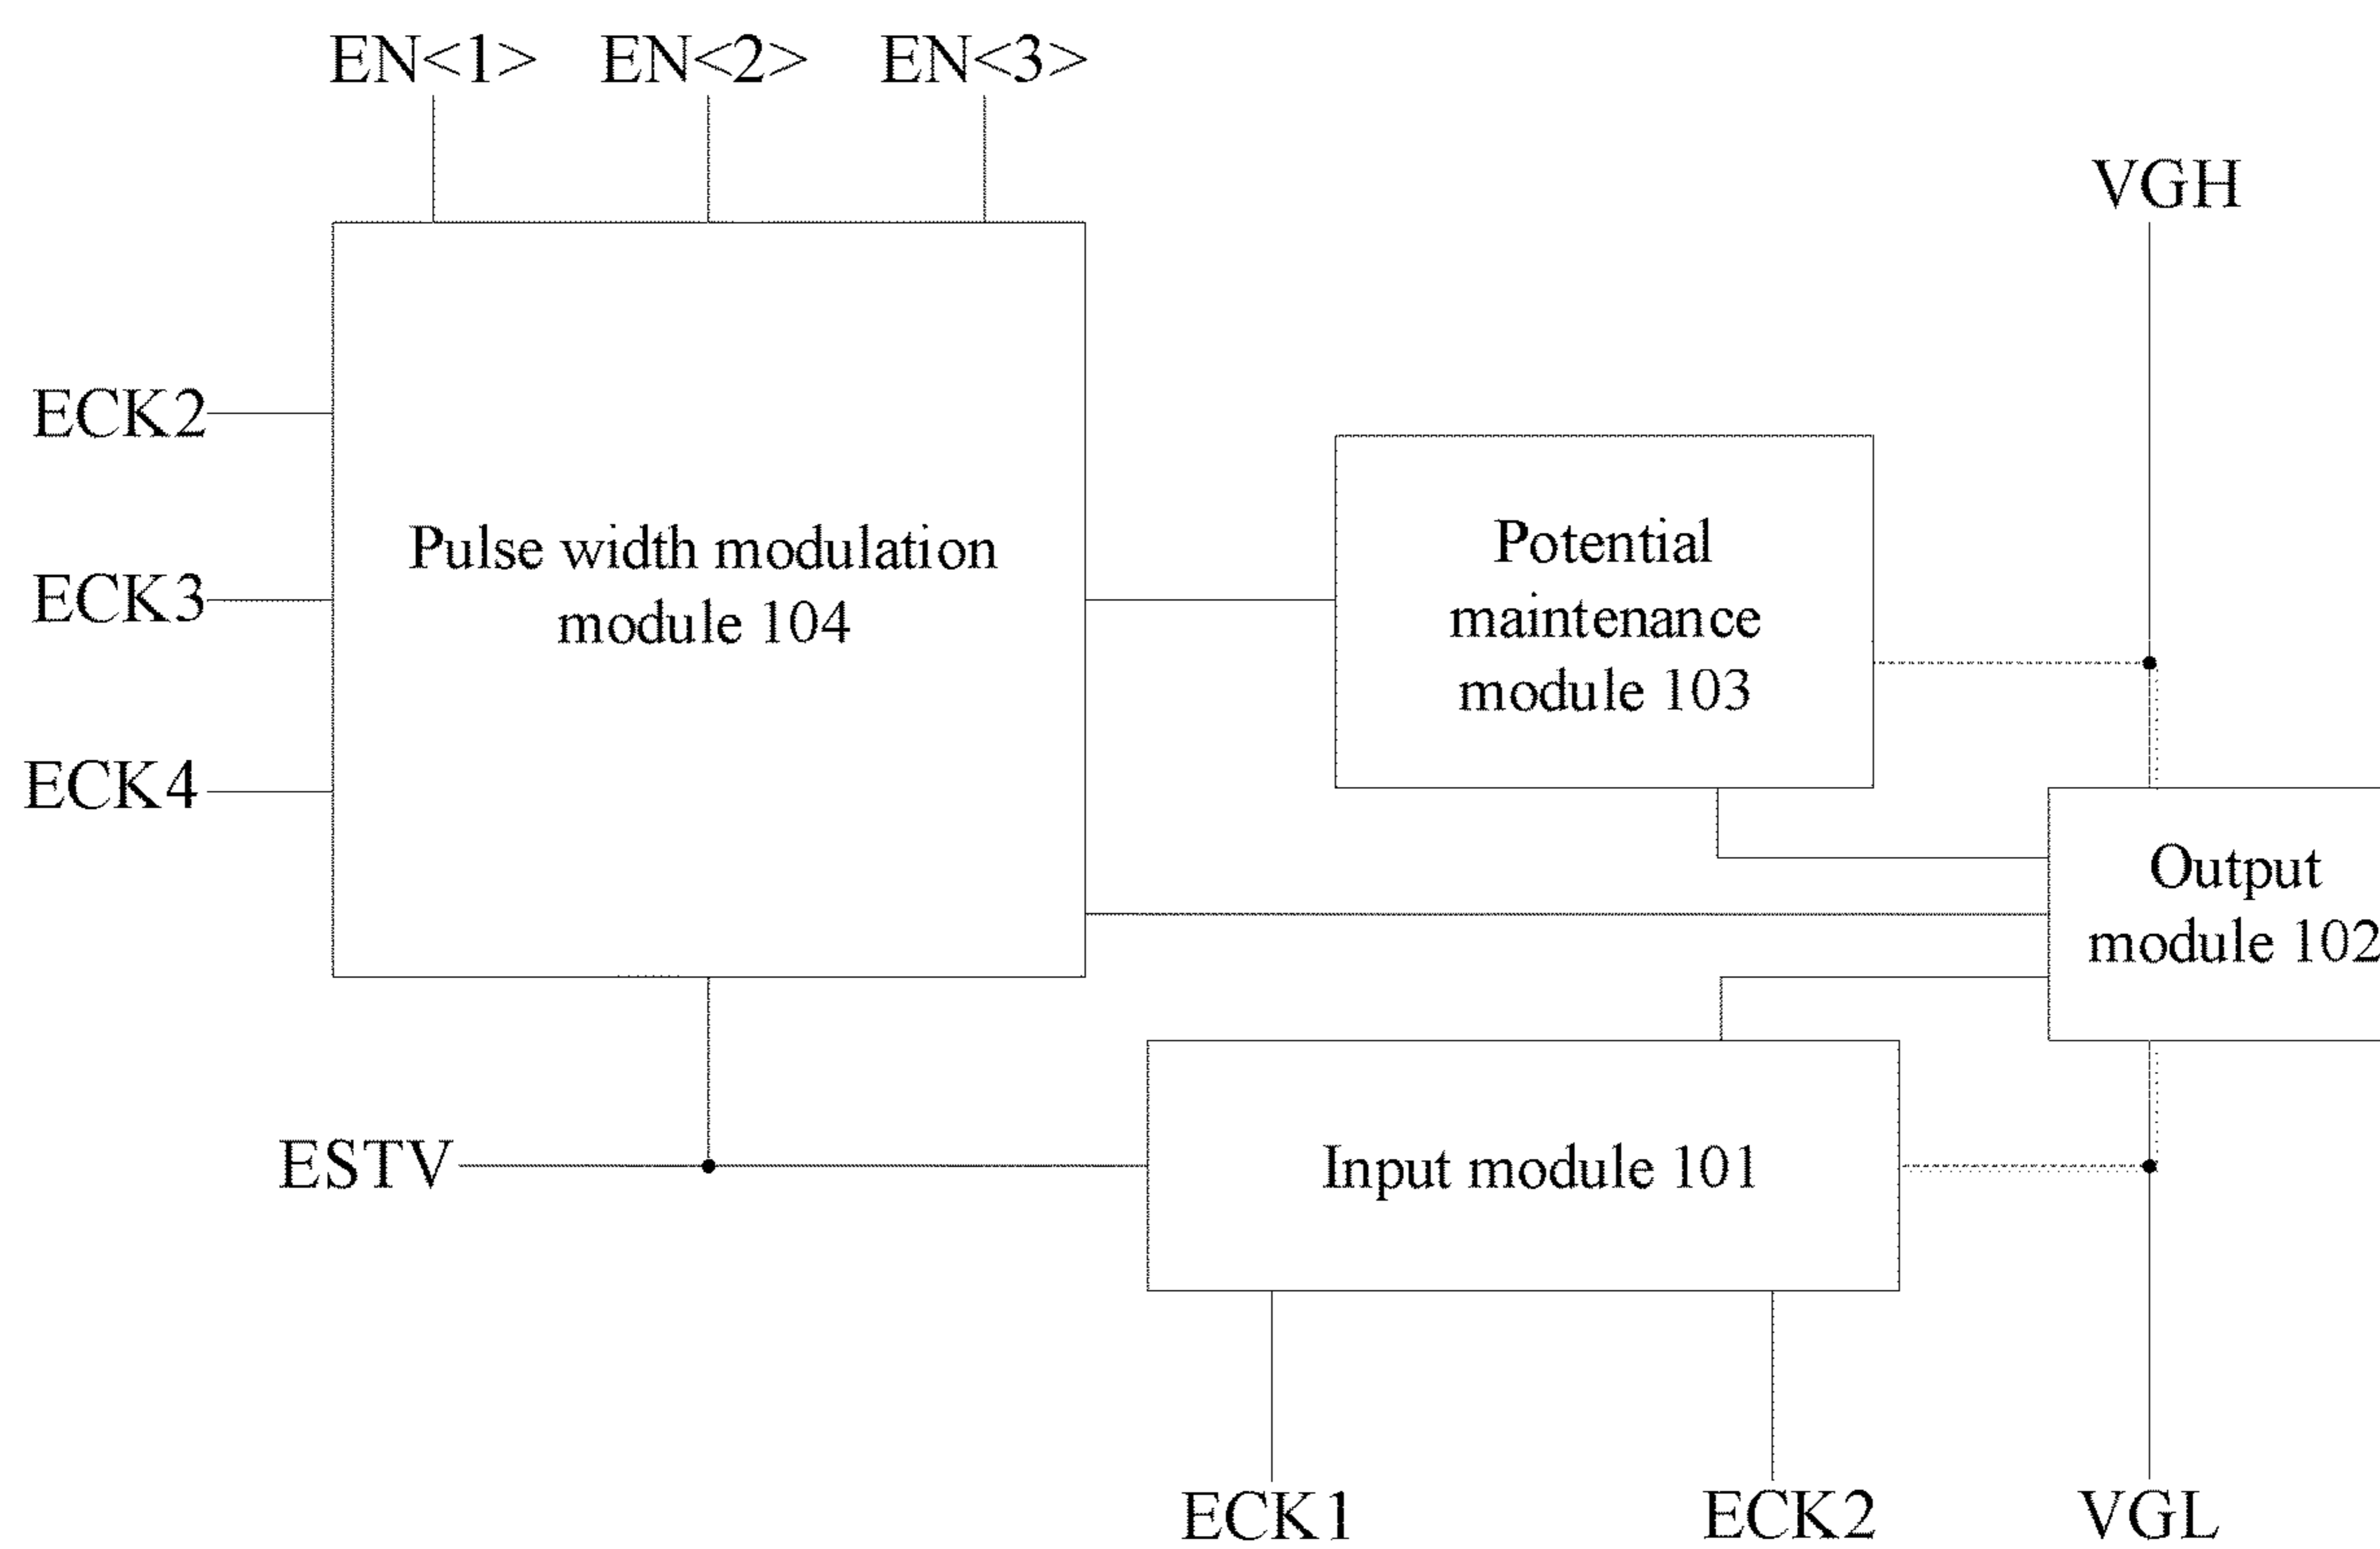 EN<1> EN<2> EN<3>
VGH
ECK2
Pulse width modulation
module 104
ECK3
ECK4
Potential
maintenance
module 103
Output
module 102
ESTV
Input module 101
ECK1
ECK2
VGL